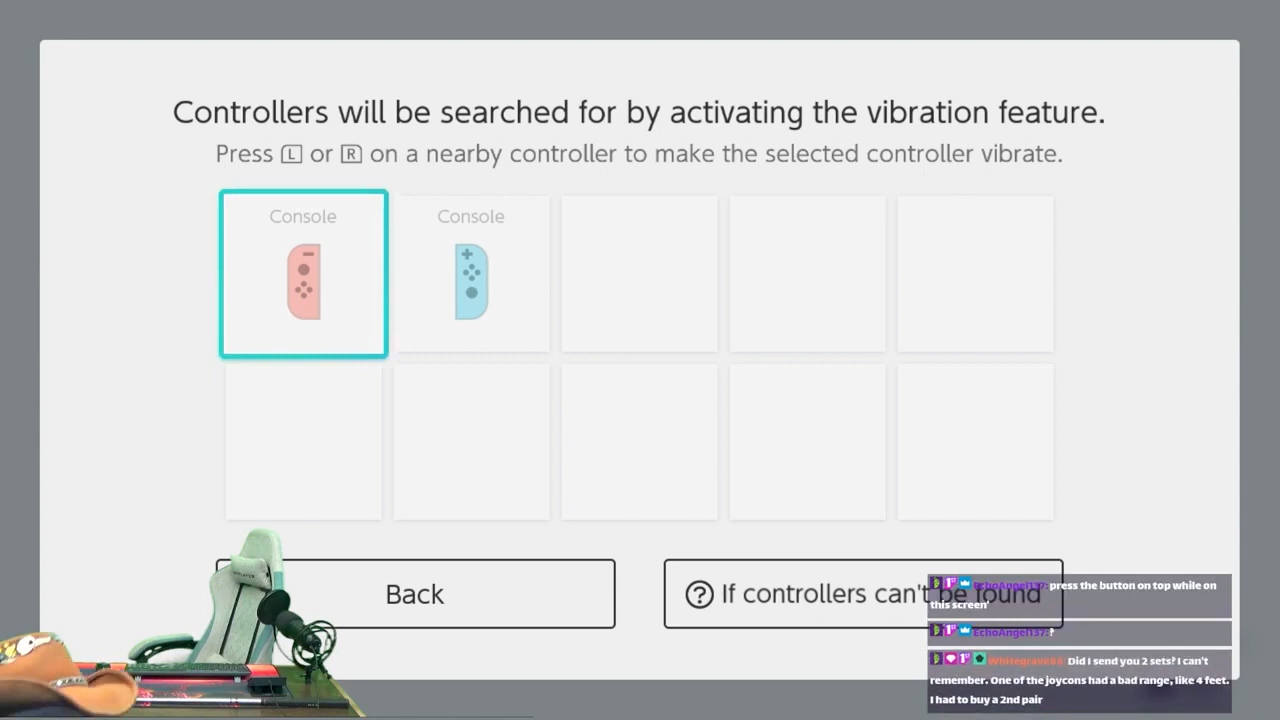 Controllers will be searched for by activating the vibration feature.
Press L or R on a nearby controller to make the selected controller vibrate.
Console
Console
Back
? If controllers can't be found
EchoAngel137: press the button on top while on
this screen
EchoAngel137: ?
Did I send you 2 sets? I can't
remember. One of the joycons had a bad range, like 4 feet.
I had to buy a 2nd pair